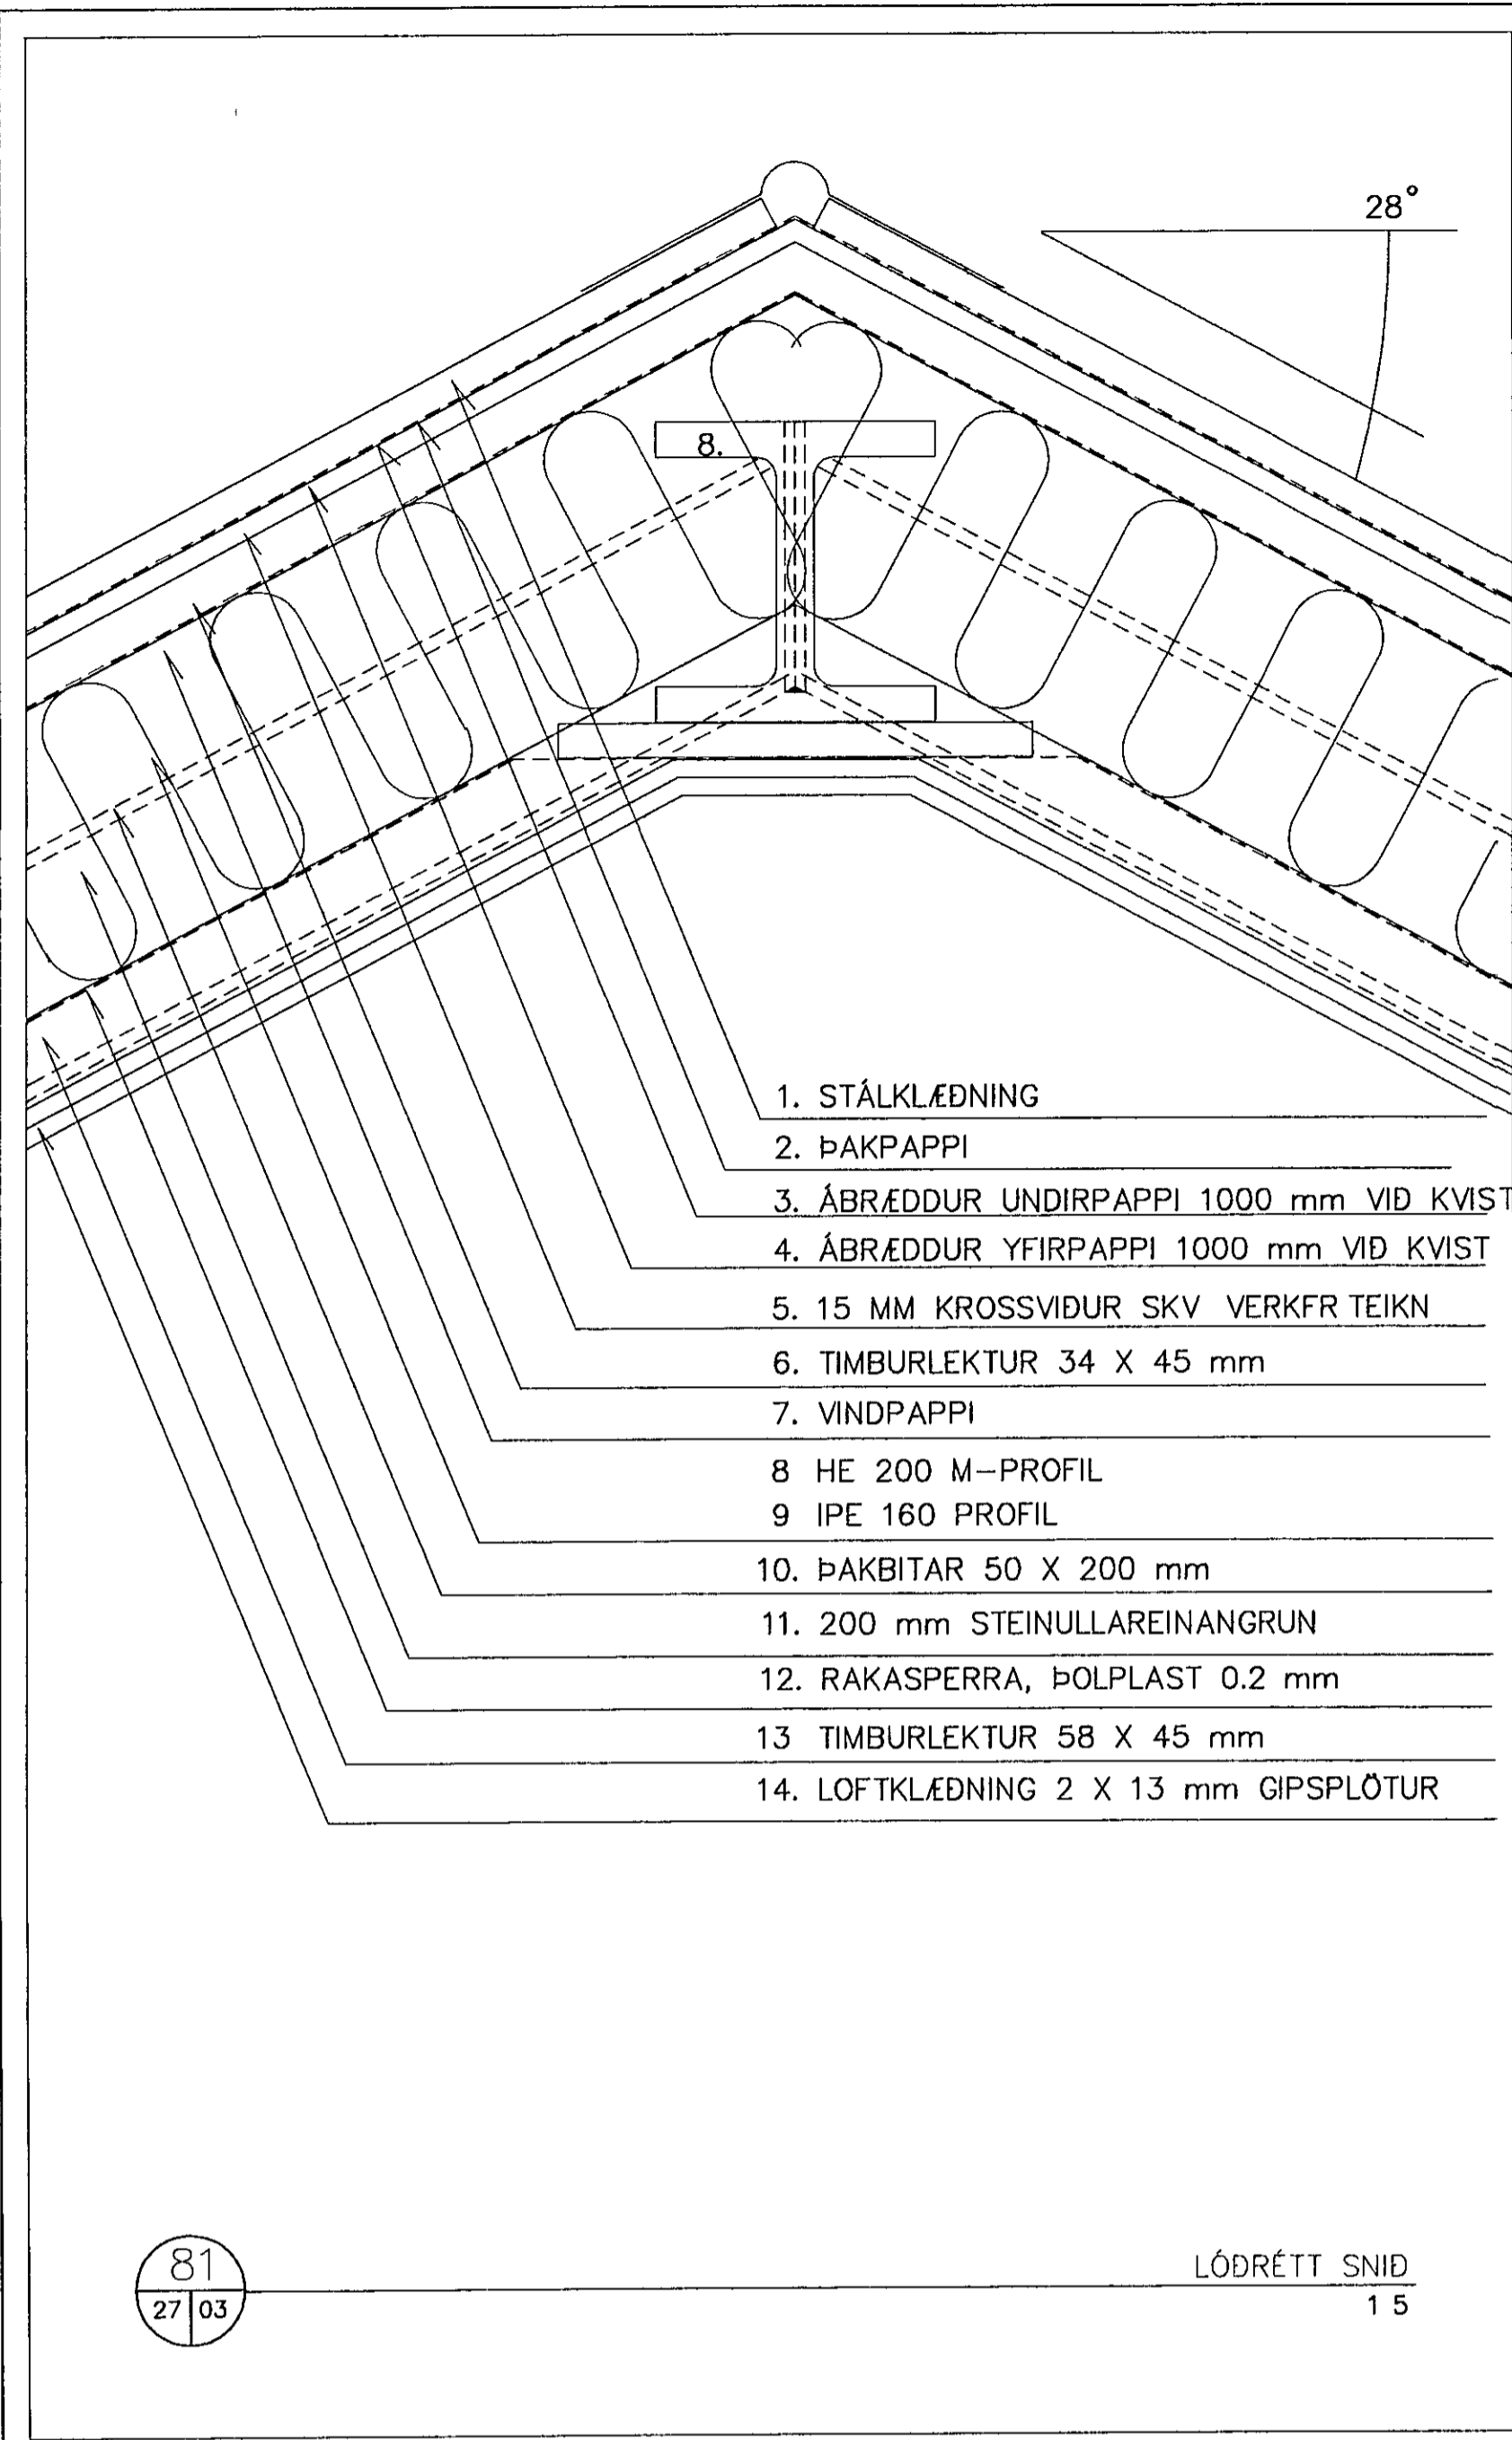 28°
8.
1. STÁLKLÆÐNING
2. ÞAKPAPPI
3. ÁBRÆDDUR UNDIRPAPPI 1000 mm VIÐ KVIST
4. ÁBRÆDDUR YFIRPAPPI 1000 mm VIÐ KVIST
5. 15 MM KROSSVIÐUR SKV VERKFR TEIKN
6. TIMBURLEKTUR 34 X 45 mm
7. VINDPAPPI
8 HE 200 M-PROFIL
9 IPE 160 PROFIL
10. ÞAKBITAR 50 X 200 mm
11. 200 mm STEINULLAREINANGRUN
12. RAKASPERRA, ÞOLPLAST 0.2 mm
13 TIMBURLEKTUR 58 X 45 mm
14. LOFTKLÆÐNING 2 X 13 mm GIPSPLÖTUR
81
27 03
LÓÐRÉTT SNIÐ
1 5